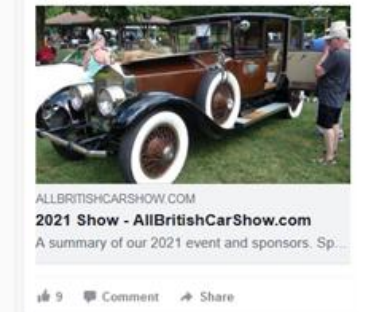 ALLBRITISHCARSHOW.COM
2021 Show - AllBritishCarShow.com
A summary of our 2021 event and sponsors. Sp...
9 Comment Share